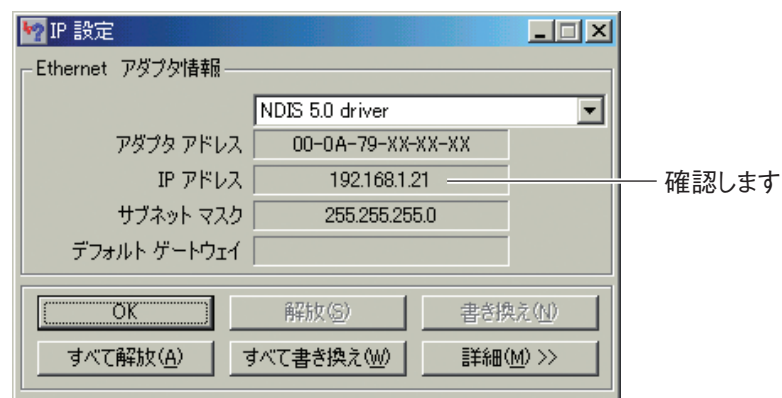 IP 設定
Ethernet アダプタ情報
NDIS 5.0 driver
アダプタ アドレス 00-0A-79-XX-XX-XX
IP アドレス 192.168.1.21 確認します
サブネット マスク 255.255.255.0
デフォルト ゲートウェイ
OK 解放(S) 書き換え(N)
すべて解放(A) すべて書き換え(W) 詳細(M) >>